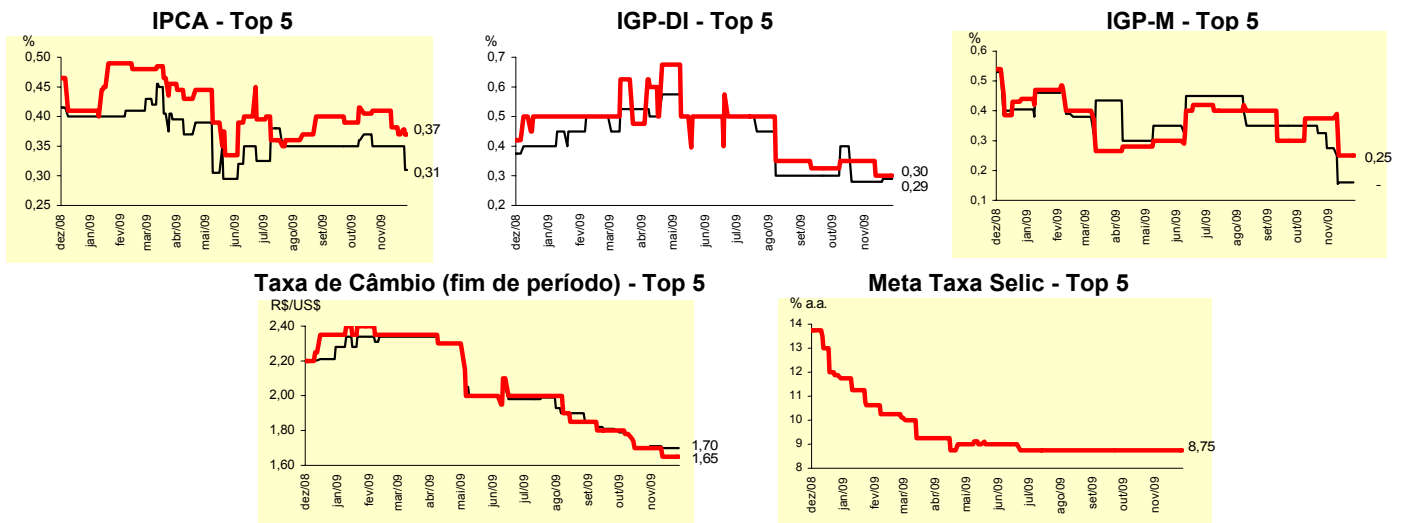 IPCA - Top 5
%
0,50
0,45
0,40
0,35
0,30
0,25
0,37
0,31
dez/08
jan/09
fev/09
mar/09
abr/09
mai/09
jun/09
jul/09
ago/09
set/09
out/09
nov/09
IGP-DI - Top 5
%
0,7
0,6
0,5
0,4
0,3
0,2
0,30
0,29
dez/08
jan/09
fev/09
mar/09
abr/09
mai/09
jun/09
jul/09
ago/09
set/09
out/09
nov/09
IGP-M - Top 5
%
0,6
0,5
0,4
0,3
0,2
0,1
0,25
-
dez/08
jan/09
fev/09
mar/09
abr/09
mai/09
jun/09
jul/09
ago/09
set/09
out/09
nov/09
Taxa de Câmbio (fim de período) - Top 5
R$/US$
2,40
2,20
2,00
1,80
1,60
1,70
1,65
dez/08
jan/09
fev/09
mar/09
abr/09
mai/09
jun/09
jul/09
ago/09
set/09
out/09
nov/09
Meta Taxa Selic - Top 5
% a.a.
14
13
12
11
10
9
8
8,75
dez/08
jan/09
fev/09
mar/09
abr/09
mai/09
jun/09
jul/09
ago/09
set/09
out/09
nov/09